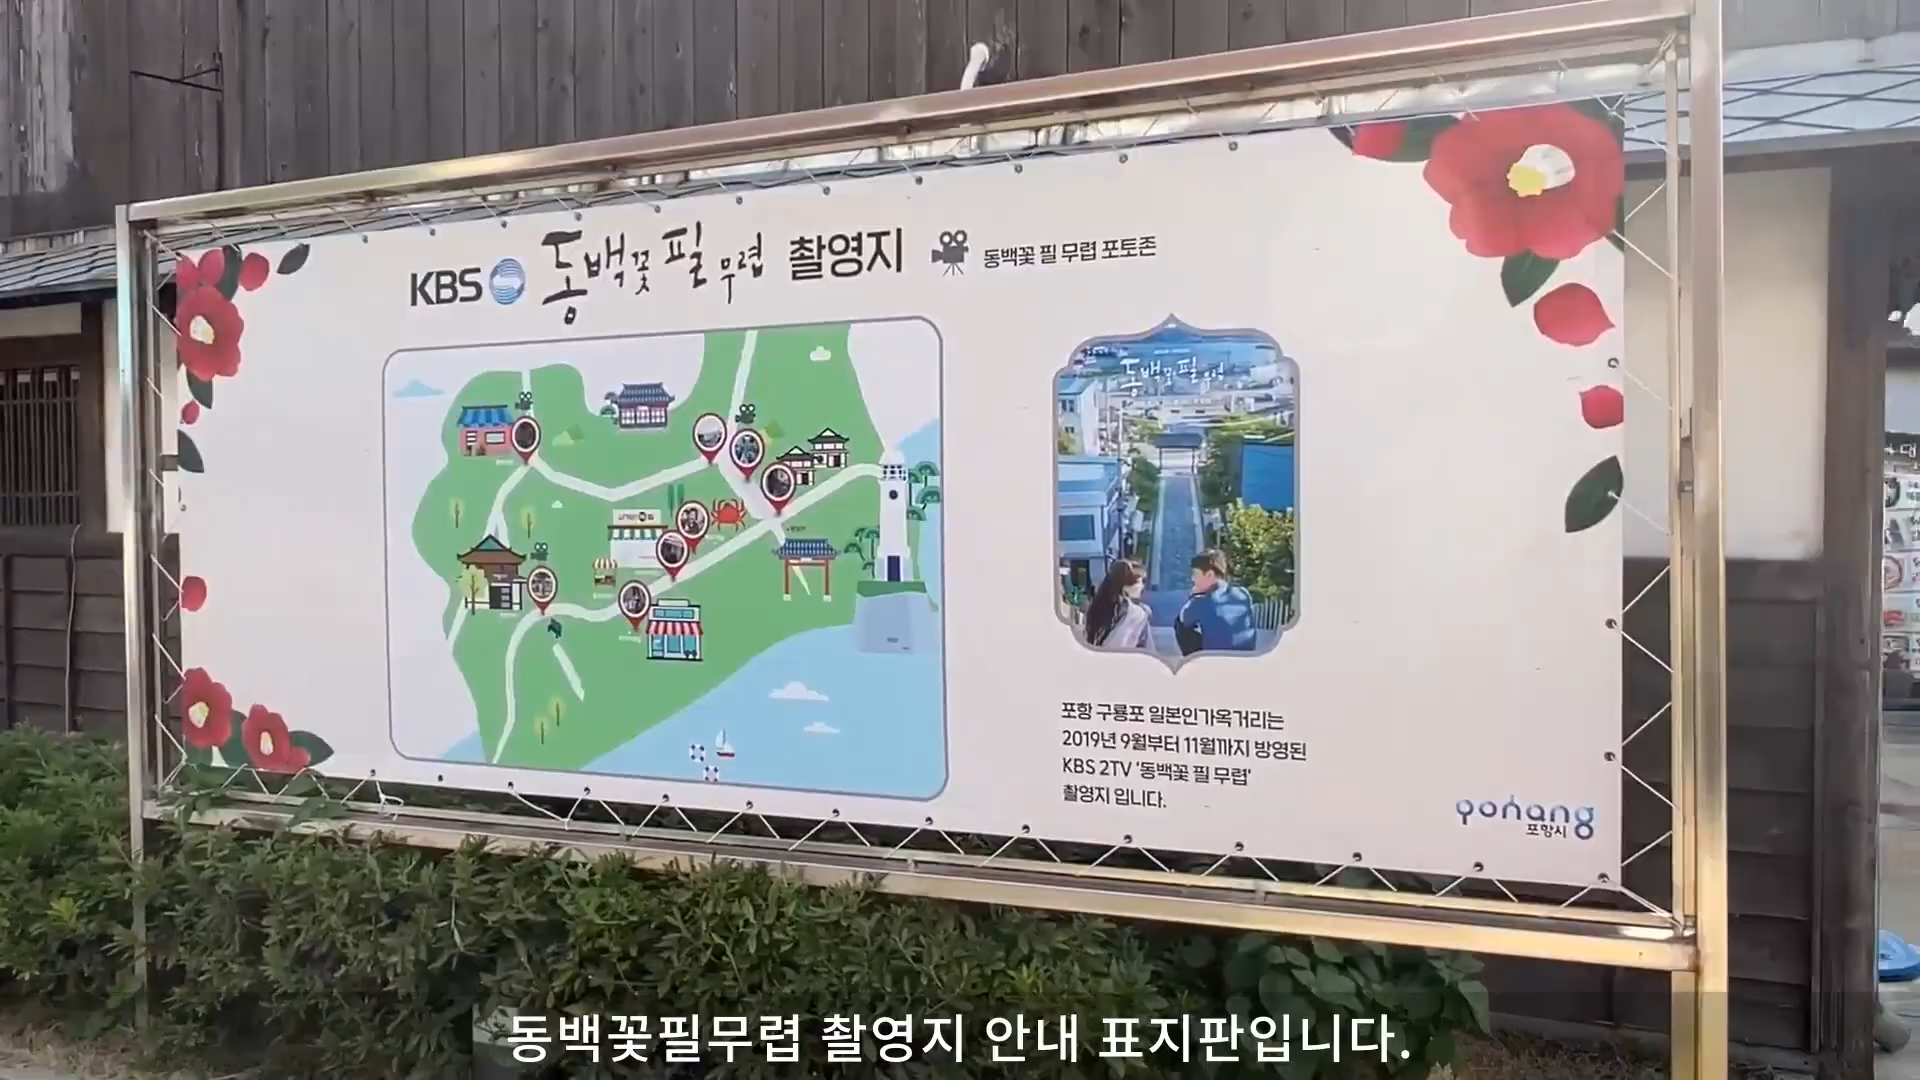 KBS 동백꽃 필 무렵 촬영지
동백꽃 필 무렵 포토존
동백꽃 필 무렵
포항 구룡포 일본인가옥거리는
2019년 9월부터 11월까지 방영된
KBS 2TV '동백꽃 필 무렵'
촬영지 입니다.
pohang
포항시
동백꽃필무렵 촬영지 안내 표지판입니다.